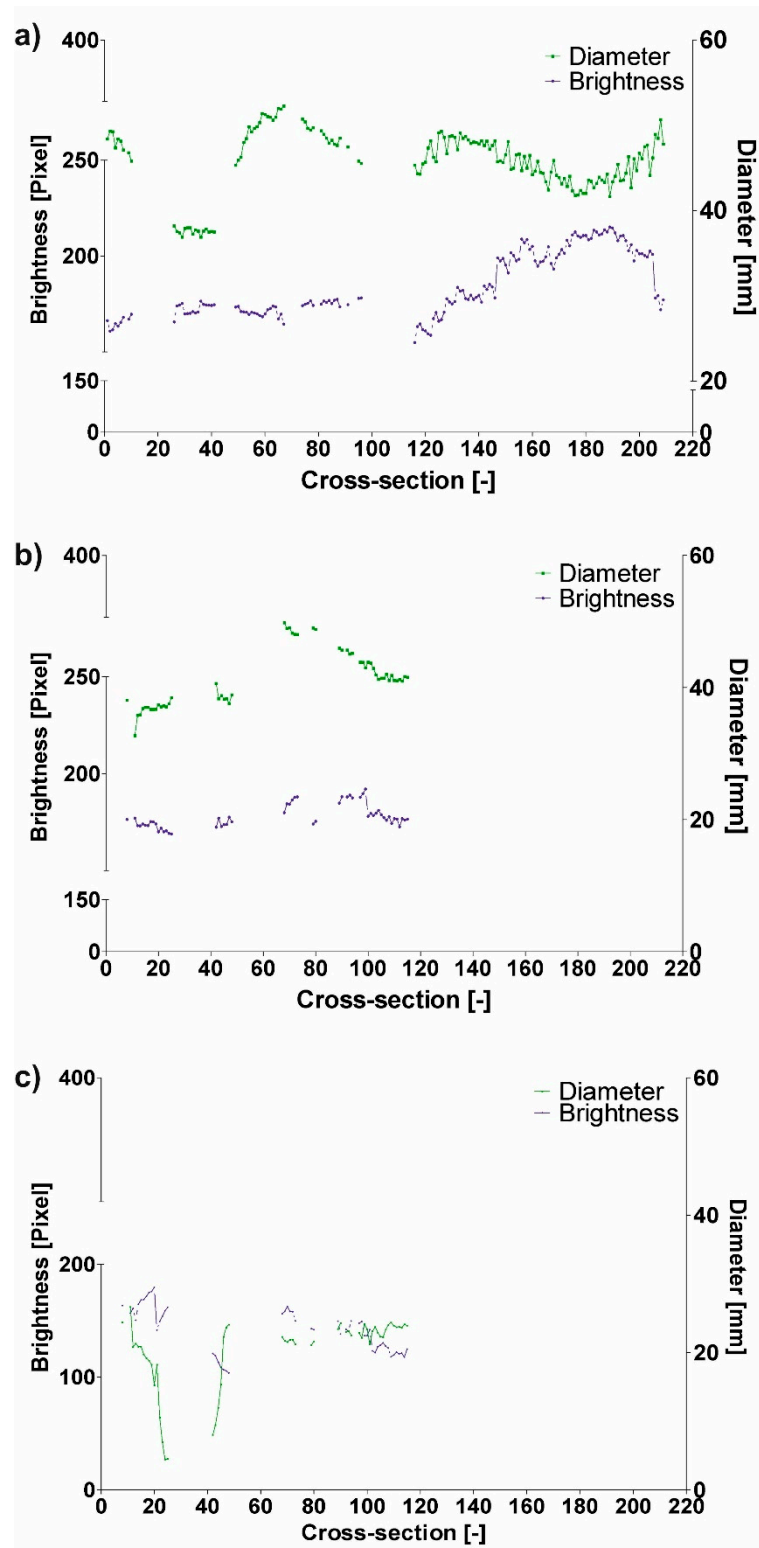 a)
400
60
Diameter
Brightness
250
40
200
150
20
0
0
0 20 40 60 80 100 120 140 160 180 200 220
Brightness [Pixel]
Diameter [mm]
Cross-section [-]
b)
400
60
Diameter
Brightness
250
40
200
20
150
0
0
0 20 40 60 80 100 120 140 160 180 200 220
Brightness [Pixel]
Diameter [mm]
Cross-section [-]
c)
400
60
Diameter
Brightness
40
200
20
100
0
0
0 20 40 60 80 100 120 140 160 180 200 220
Brightness [Pixel]
Diameter [mm]
Cross-section [-]